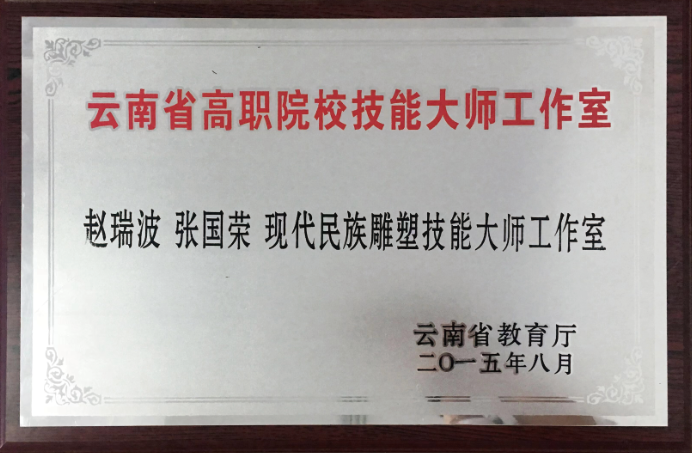 云南省高职院校技能大师工作室
赵瑞波 张国荣 现代民族雕塑技能大师工作室
云南省教育厅
二〇一五年八月